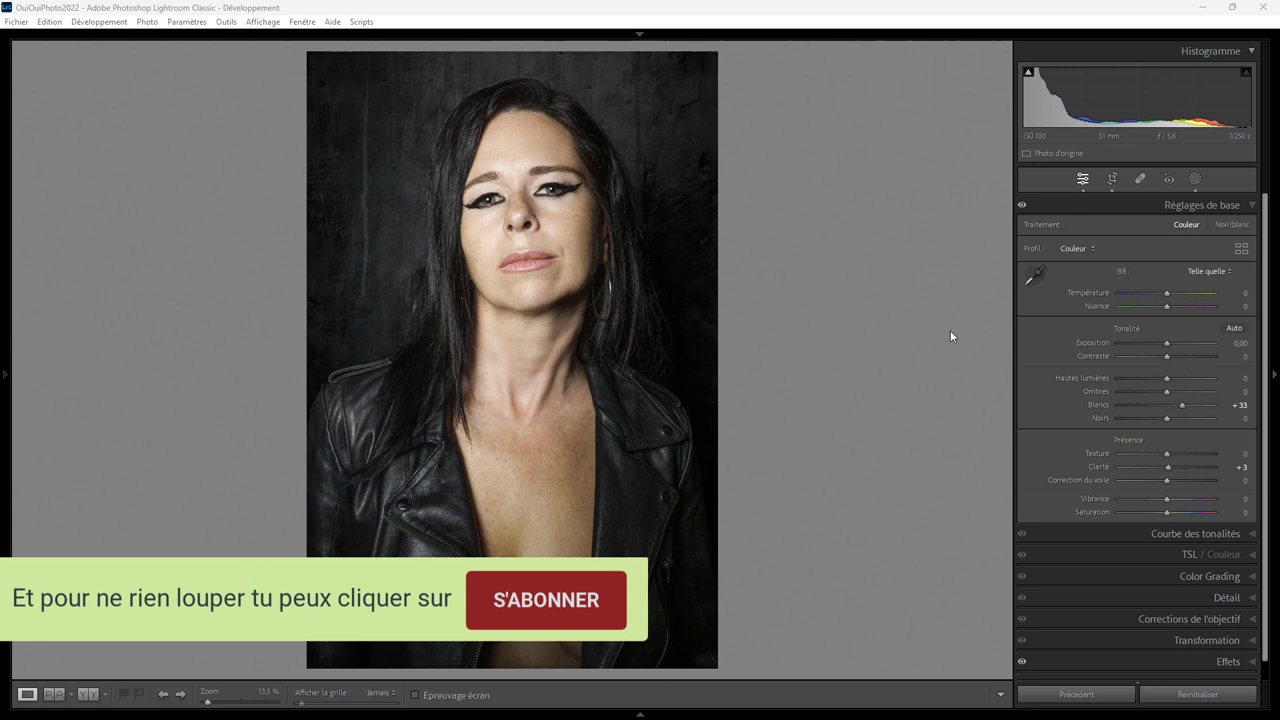 OuiOuiPhoto2022 - Adobe Photoshop Lightroom Classic - Développement
Fichier Edition Développement Photo Paramètres Outils Affichage Fenêtre Aide Scripts
Histogramme
ISO 100 31 mm ƒ / 5,6 1/250 s
Photo d'origine
Réglages de base
Traitement : Couleur Noir/blanc
Profil : Couleur
BB : Telle quelle
Température 0
Nuance 0
Tonalité Auto
Exposition 0,00
Contraste 0
Hautes lumières 0
Ombres 0
Blancs + 33
Noirs 0
Présence
Texture 0
Clarté + 3
Correction du voile 0
Vibrance 0
Saturation 0
Courbe des tonalités
TSL / Couleur
Color Grading
Détail
Corrections de l'objectif
Transformation
Effets
Et pour ne rien louper tu peux cliquer sur S'ABONNER
Zoom 13,5 % Afficher la grille : Jamais Epreuvage écran
Précédent Réinitialiser